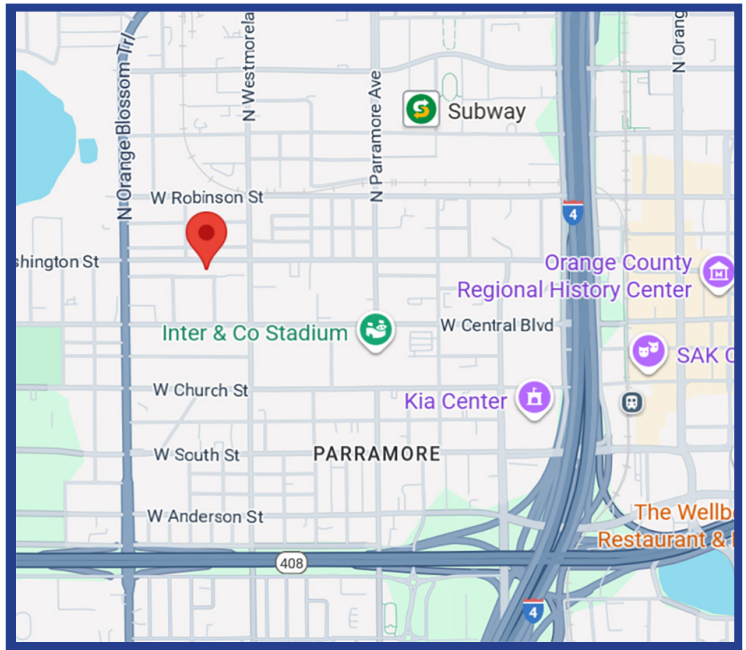 N Orange Blossom Trl
N Westmorela
N Parramore Ave
N Orang
Subway
W Robinson St
4
shington St
Orange County
Regional History Center
Inter & Co Stadium
W Central Blvd
SAK C
W Church St
Kia Center
W South St
PARRAMORE
W Anderson St
The Wellb
Restaurant &
408
4